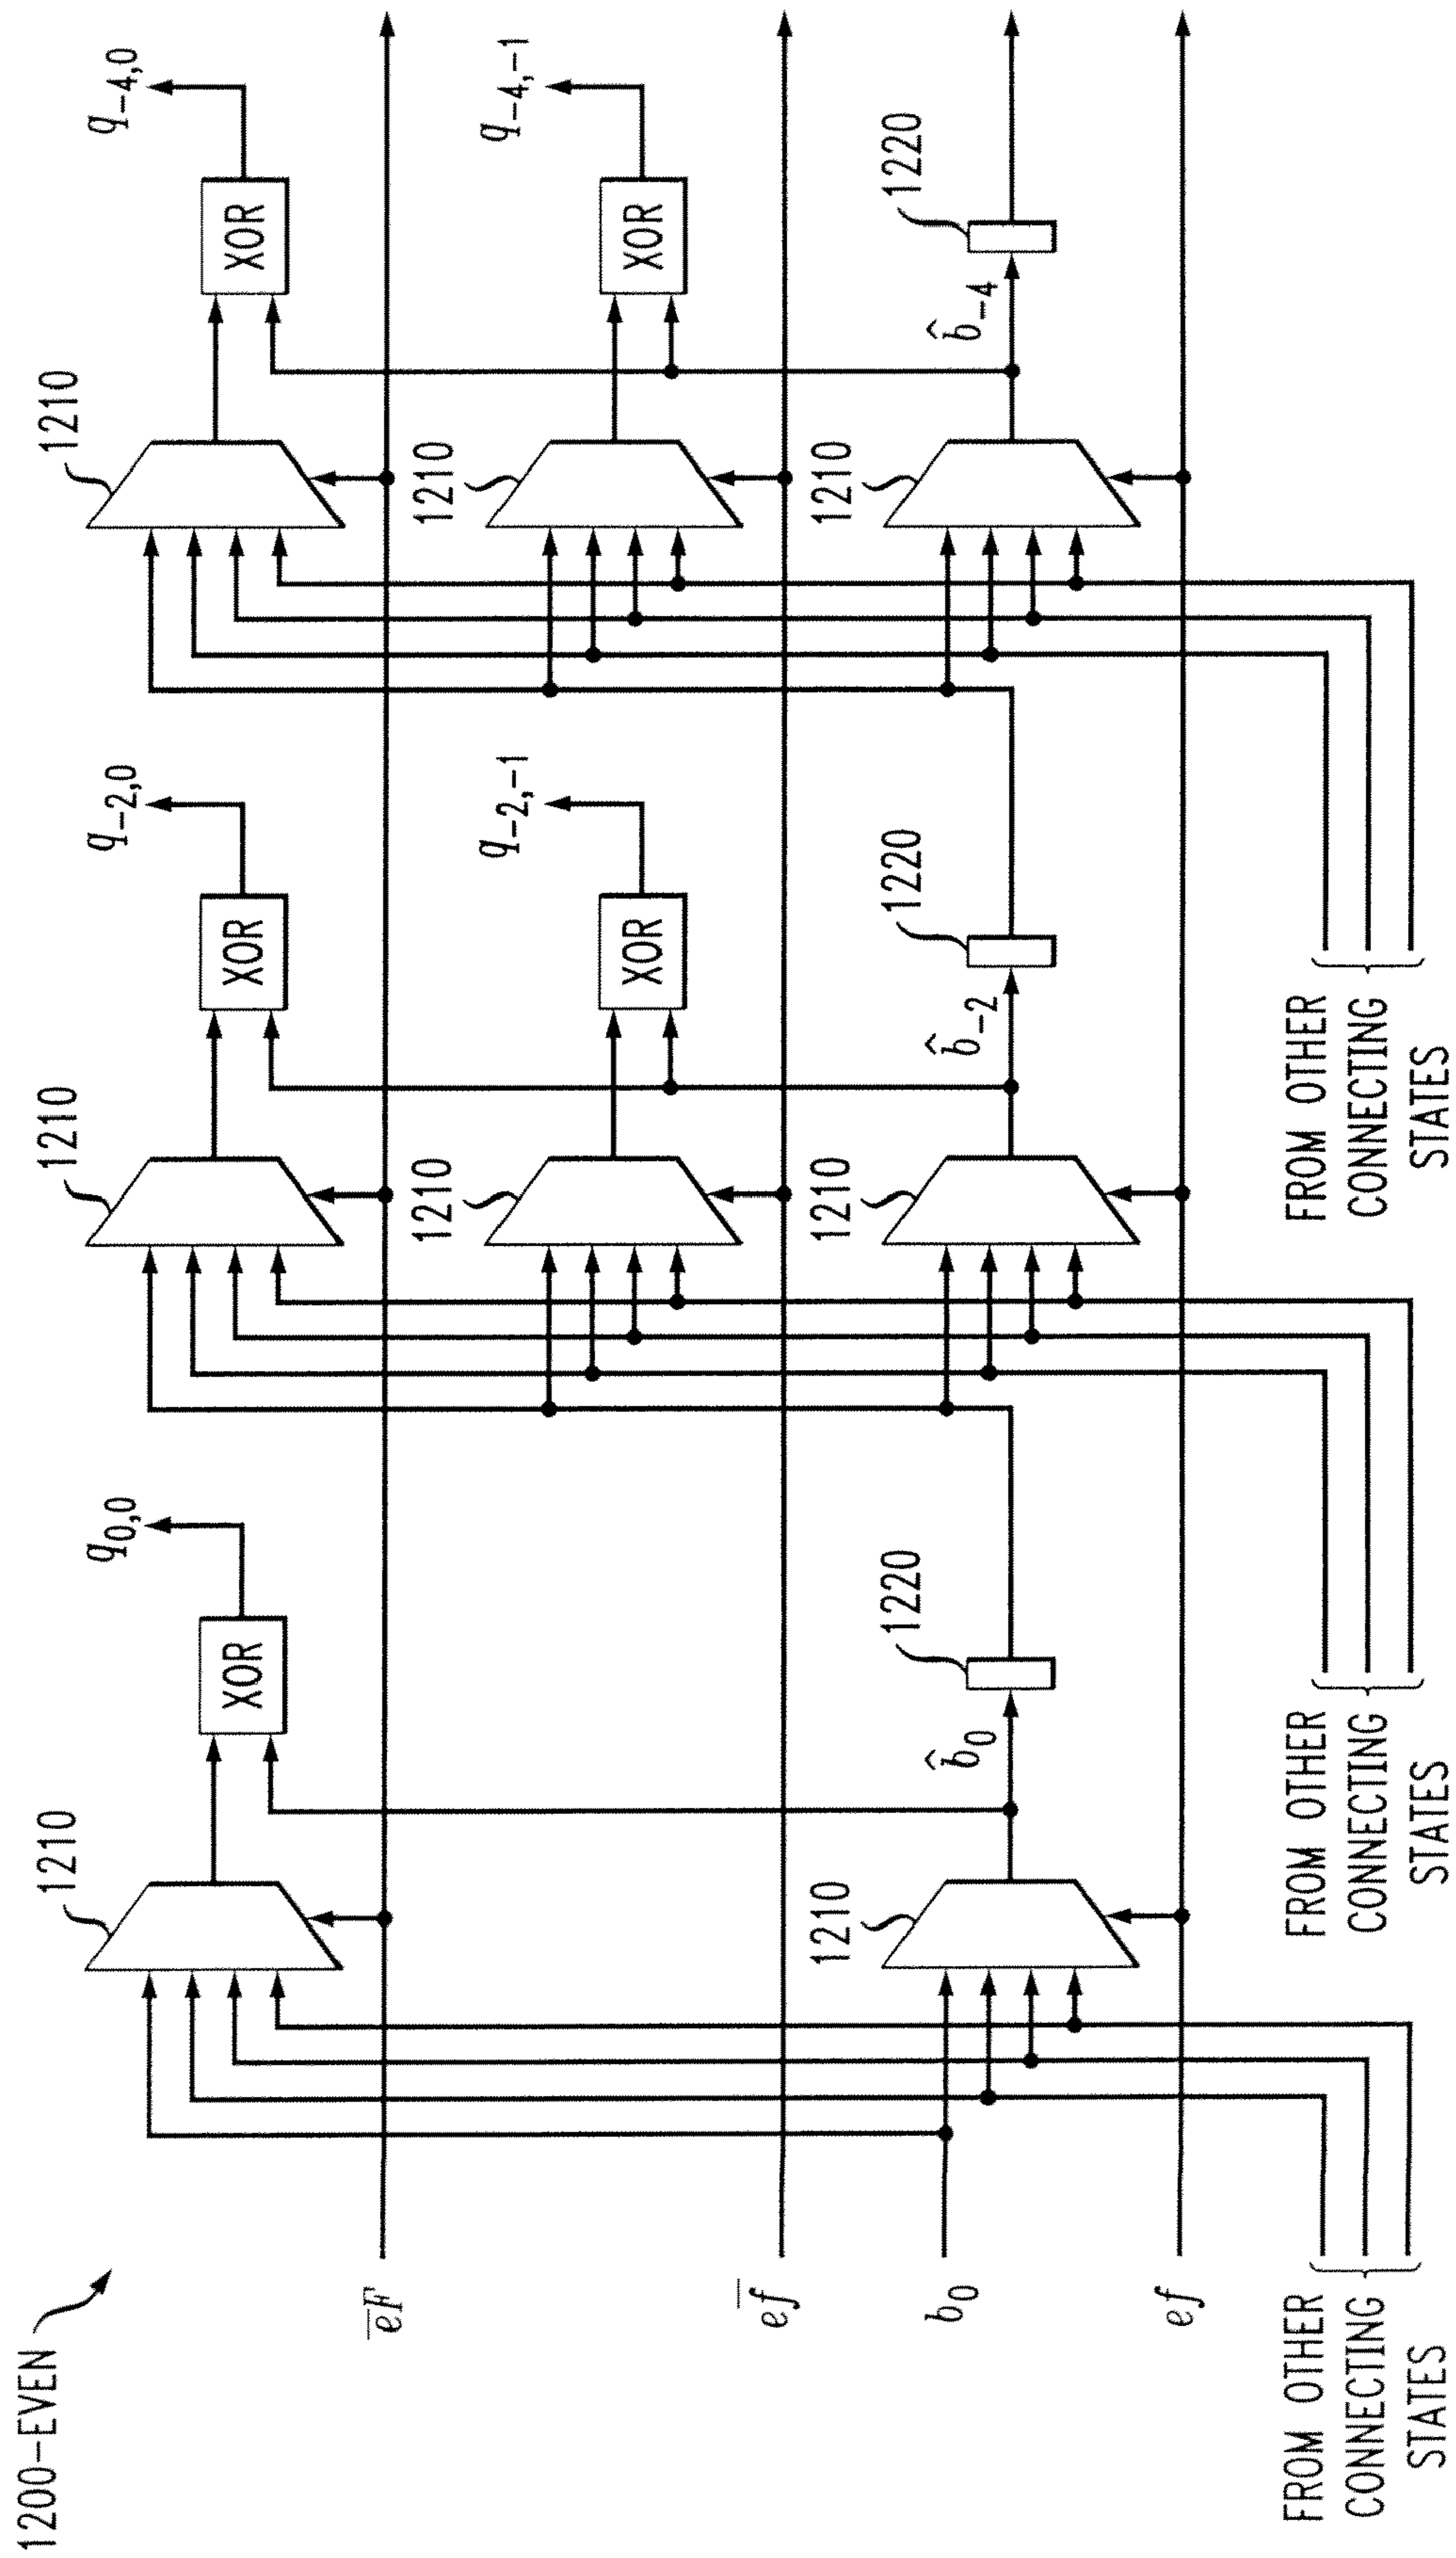 1200-EVEN
1210
XOR
q0,0
1210
XOR
q-2,0
1210
XOR
q-4,0
e̅F
1210
XOR
q-2,-1
1210
XOR
q-4,-1
ef̅
1210
b̂0
1220
1210
b̂-2
1220
1210
b̂-4
1220
b0
ef
FROM OTHER
CONNECTING
STATES
FROM OTHER
CONNECTING
STATES
FROM OTHER
CONNECTING
STATES